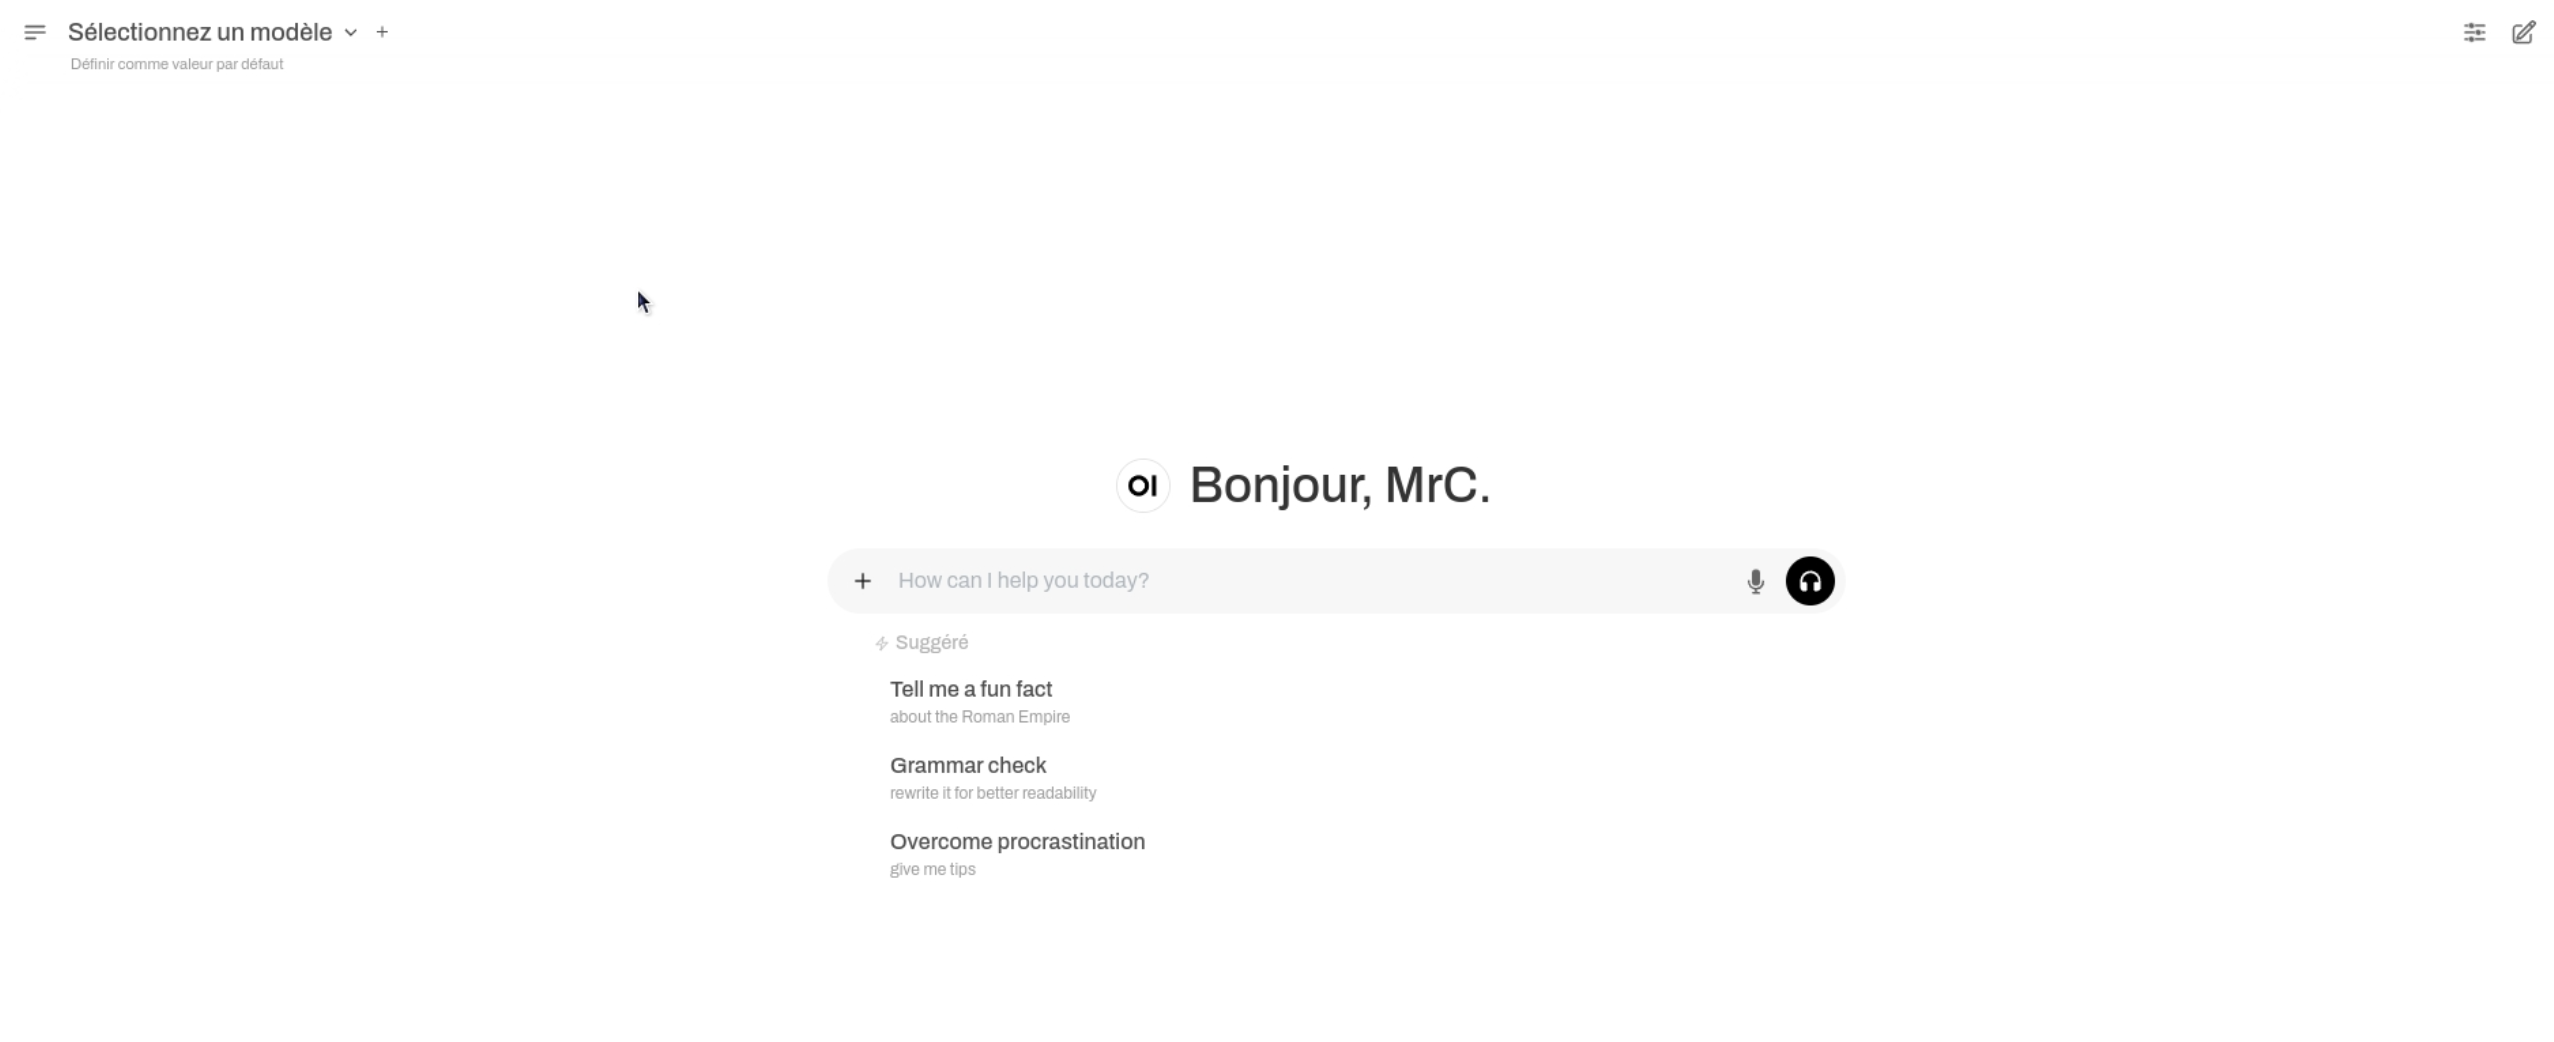 Sélectionnez un modèle
Définir comme valeur par défaut
OI Bonjour, MrC.
How can I help you today?
Suggéré
Tell me a fun fact
about the Roman Empire
Grammar check
rewrite it for better readability
Overcome procrastination
give me tips